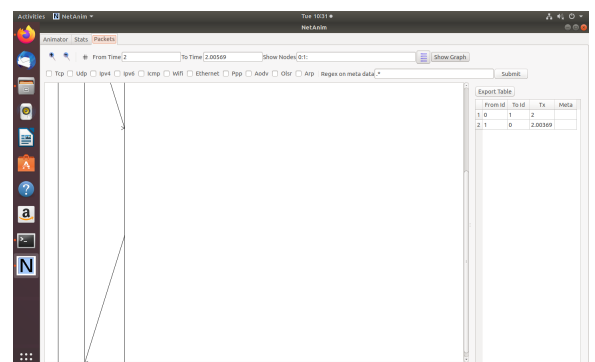 Activities NetAnim Tue 10:31
NetAnim
Animator Stats Packets
# From Time 2 To Time 2.00569 Show Nodes 0:1: Show Graph
Tcp Udp Ipv4 Ipv6 Icmp Wifi Ethernet Ppp Aodv Olsr Arp Regex on meta data .* Submit
Export Table
From Id To Id Tx Meta
1 0 1 2
2 1 0 2.00369